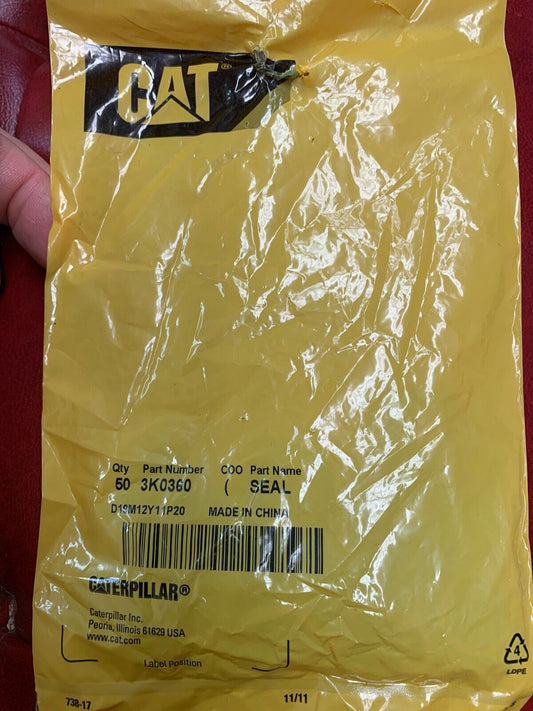 CAT®
Qty Part Number COO Part Name
50 3K0360 ( SEAL
D19M12Y11P20 MADE IN CHINA
CATERPILLAR®
Caterpillar Inc.
Peoria, Illinois 61629 USA
www.cat.com
Label Position
4
LDPE
738-17 11/11